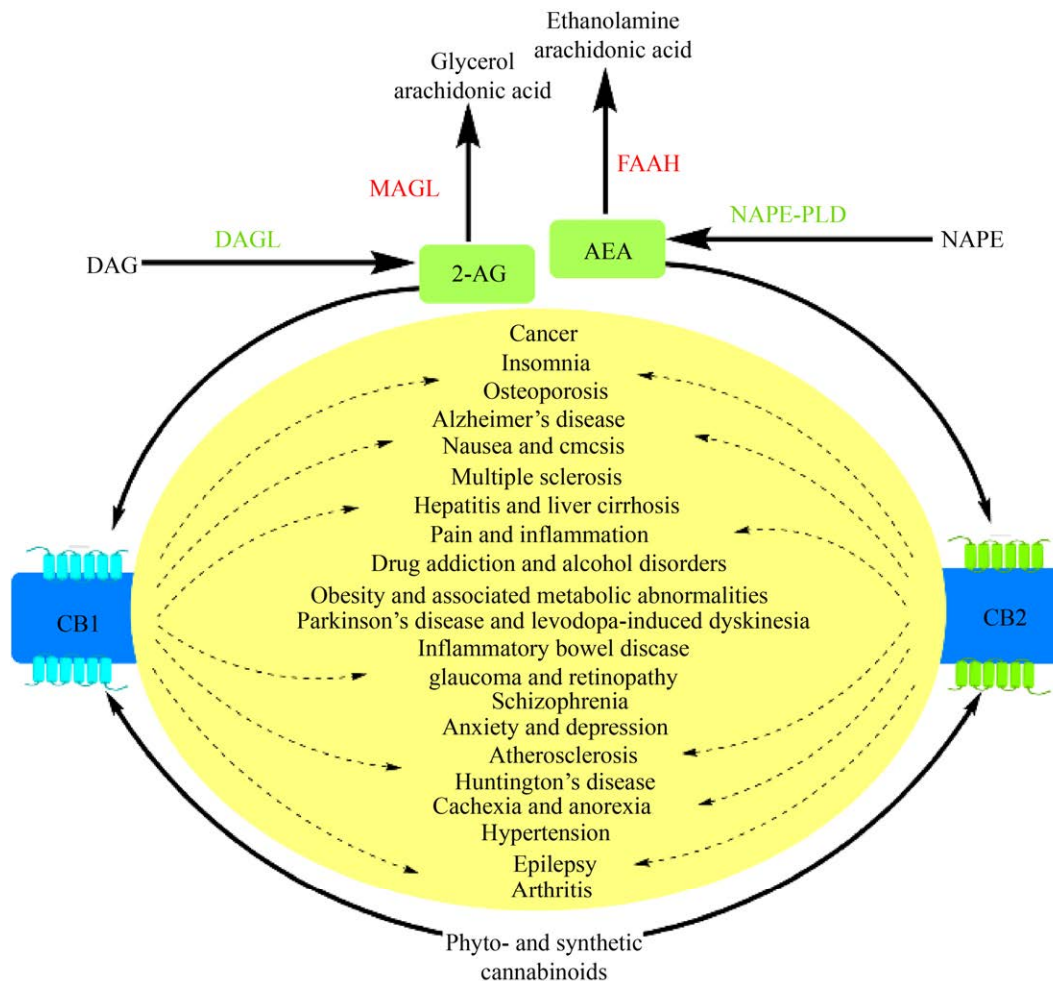 Ethanolamine
arachidonic acid
Glycerol
arachidonic acid
MAGL
FAAH
DAGL
NAPE-PLD
DAG
2-AG
AEA
NAPE
Cancer
Insomnia
Osteoporosis
Alzheimer's disease
Nausea and cmcsis
Multiple sclerosis
Hepatitis and liver cirrhosis
Pain and inflammation
Drug addiction and alcohol disorders
Obesity and associated metabolic abnormalities
Parkinson's disease and levodopa-induced dyskinesia
Inflammatory bowel disease
glaucoma and retinopathy
Schizophrenia
Anxiety and depression
Atherosclerosis
Huntington's disease
Cachexia and anorexia
Hypertension
Epilepsy
Arthritis
CB1
CB2
Phyto- and synthetic
cannabinoids